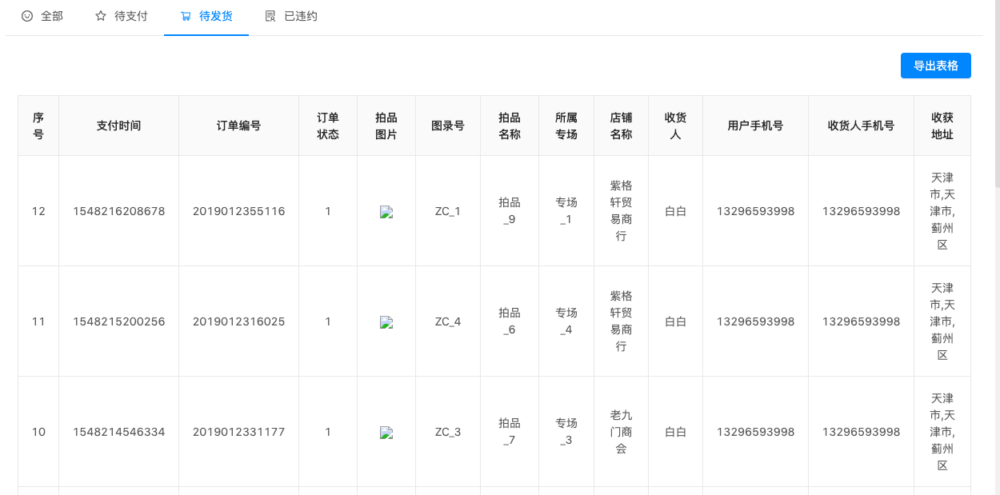 全部 待支付 待发货 已违约
导出表格
序号 支付时间 订单编号 订单状态 拍品图片 图录号 拍品名称 所属专场 店铺名称 收货人 用户手机号 收货人手机号 收获地址
12 1548216208678 2019012355116 1 ZC_1 拍品_9 专场_1 紫格轩贸易商行 白白 13296593998 13296593998 天津市,天津市,蓟州区
11 1548215200256 2019012316025 1 ZC_4 拍品_6 专场_4 紫格轩贸易商行 白白 13296593998 13296593998 天津市,天津市,蓟州区
10 1548214546334 2019012331177 1 ZC_3 拍品_7 专场_3 老九门商会 白白 13296593998 13296593998 天津市,天津市,蓟州区